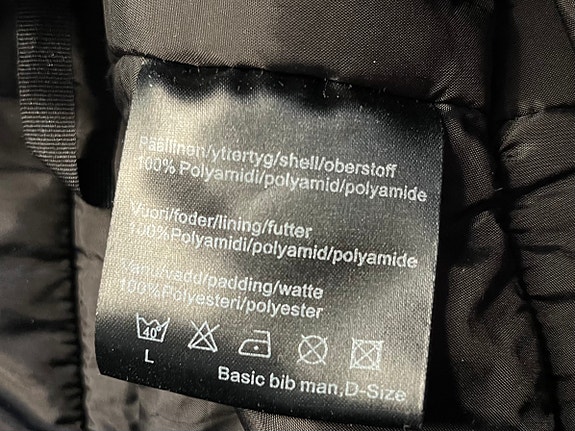 Päällinen/yttertyg/shell/oberstoff
100% Polyamidi/polyamid/polyamide
Vuori/foder/lining/futter
100%Polyamidi/polyamid/polyamide
Vanu/vadd/padding/watte
100%Polyesteri/polyester
40°
L
Basic bib man,D-Size